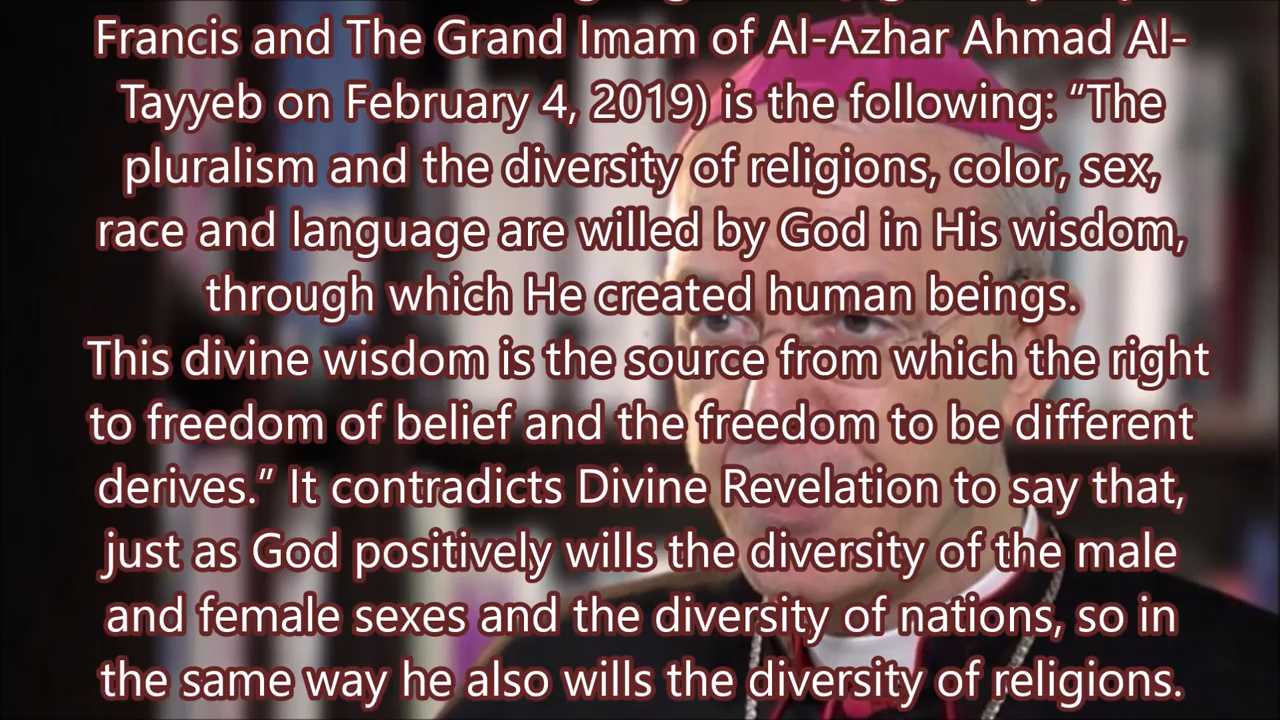 Francis and The Grand Imam of Al-Azhar Ahmad Al-
Tayyeb on February 4, 2019) is the following: “The
pluralism and the diversity of religions, color, sex,
race and language are willed by God in His wisdom,
through which He created human beings.
This divine wisdom is the source from which the right
to freedom of belief and the freedom to be different
derives.” It contradicts Divine Revelation to say that,
just as God positively wills the diversity of the male
and female sexes and the diversity of nations, so in
the same way he also wills the diversity of religions.